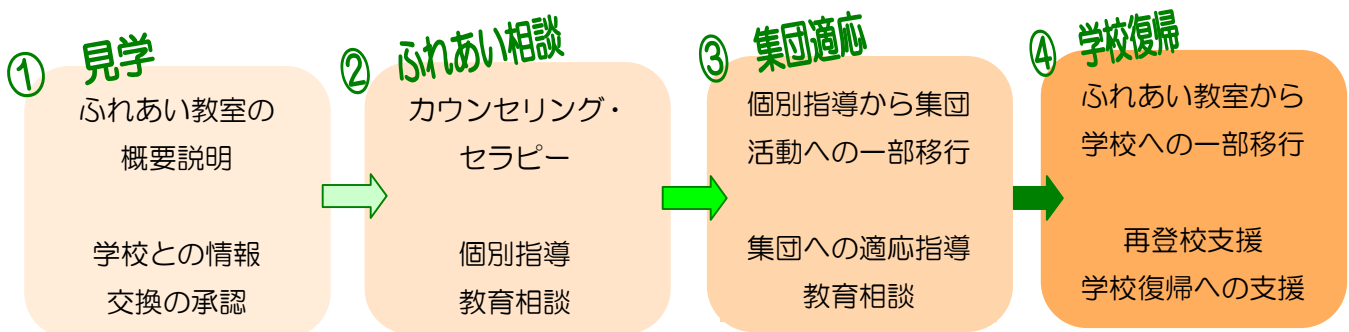 ① 見学
ふれあい教室の
概要説明
学校との情報
交換の承認
② ふれあい相談
カウンセリング・
セラピー
個別指導
教育相談
③ 集団適応
個別指導から集団
活動への一部移行
集団への適応指導
教育相談
④ 学校復帰
ふれあい教室から
学校への一部移行
再登校支援
学校復帰への支援